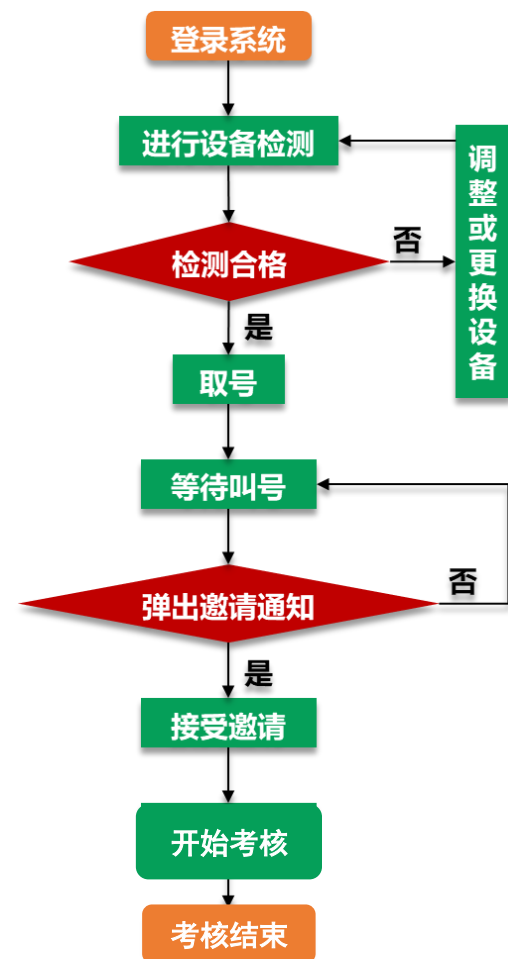 登录系统
进行设备检测
调整或更换设备
检测合格
否
是
取号
等待叫号
弹出邀请通知
否
是
接受邀请
开始考核
考核结束